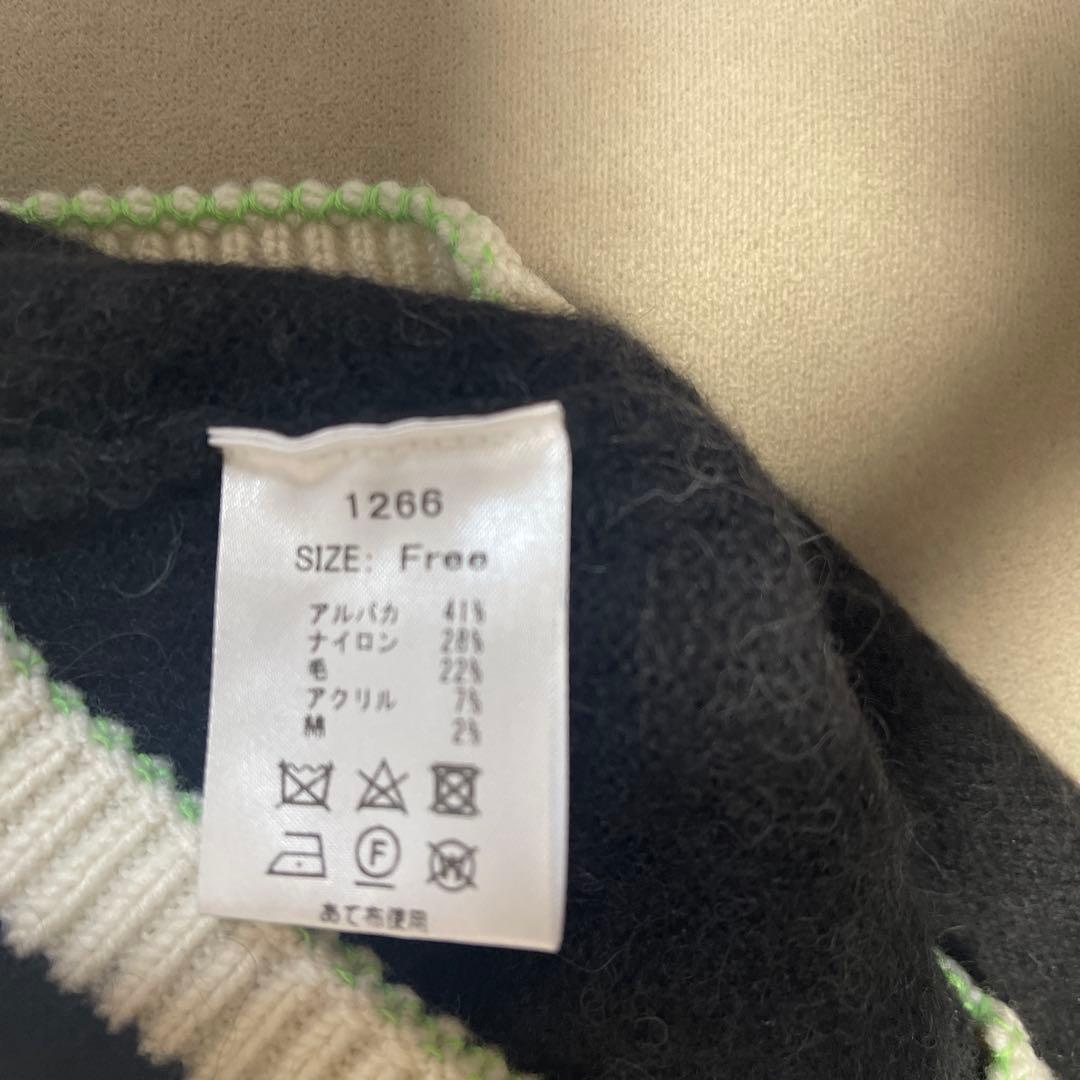 1266
SIZE: Free
アルパカ 41%
ナイロン 28%
毛 22%
アクリル 7%
綿 2%
F W
あて布使用